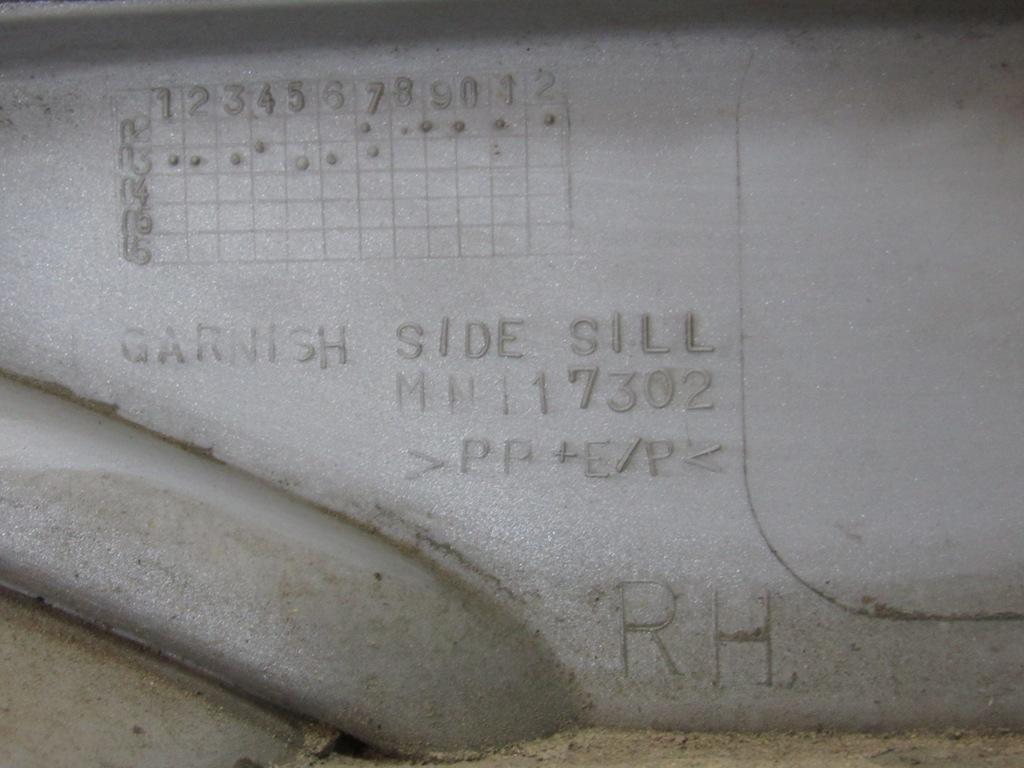 1 2 3 4 5 6 7 8 9 0 1 2
GARNISH SIDE SILL
MN117302
>PP+E/P<
RH